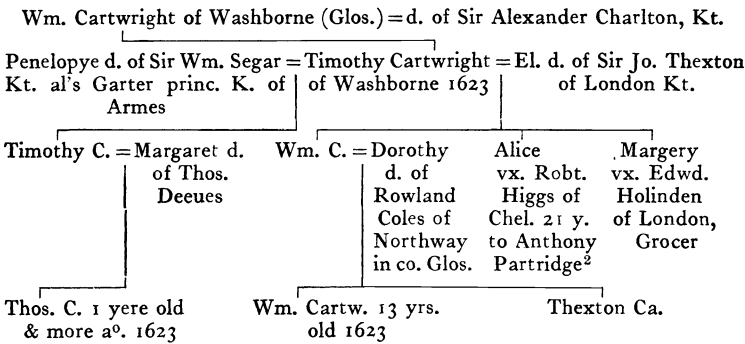 Wm. Cartwright of Washborne (Glos.) = d. of Sir Alexander Charlton, Kt.
Penelopye d. of Sir Wm. Segar = Timothy Cartwright = El. d. of Sir Jo. Thexton
Kt. al's Garter princ. K. of
Armes
of Washborne 1623
of London Kt.
Timothy C. = Margaret d.
of Thos.
Deeues
Wm. C. = Dorothy
d. of
Rowland
Coles of
Northway
in co. Glos.
Alice
vx. Robt.
Higgs of
Chel. 21 y.
to Anthony
Partridge²
Margery
vx. Edwd.
Holinden
of London,
Grocer
Thos. C. 1 yere old
& more aº. 1623
Wm. Cartw. 13 yrs.
old 1623
Thexton Ca.